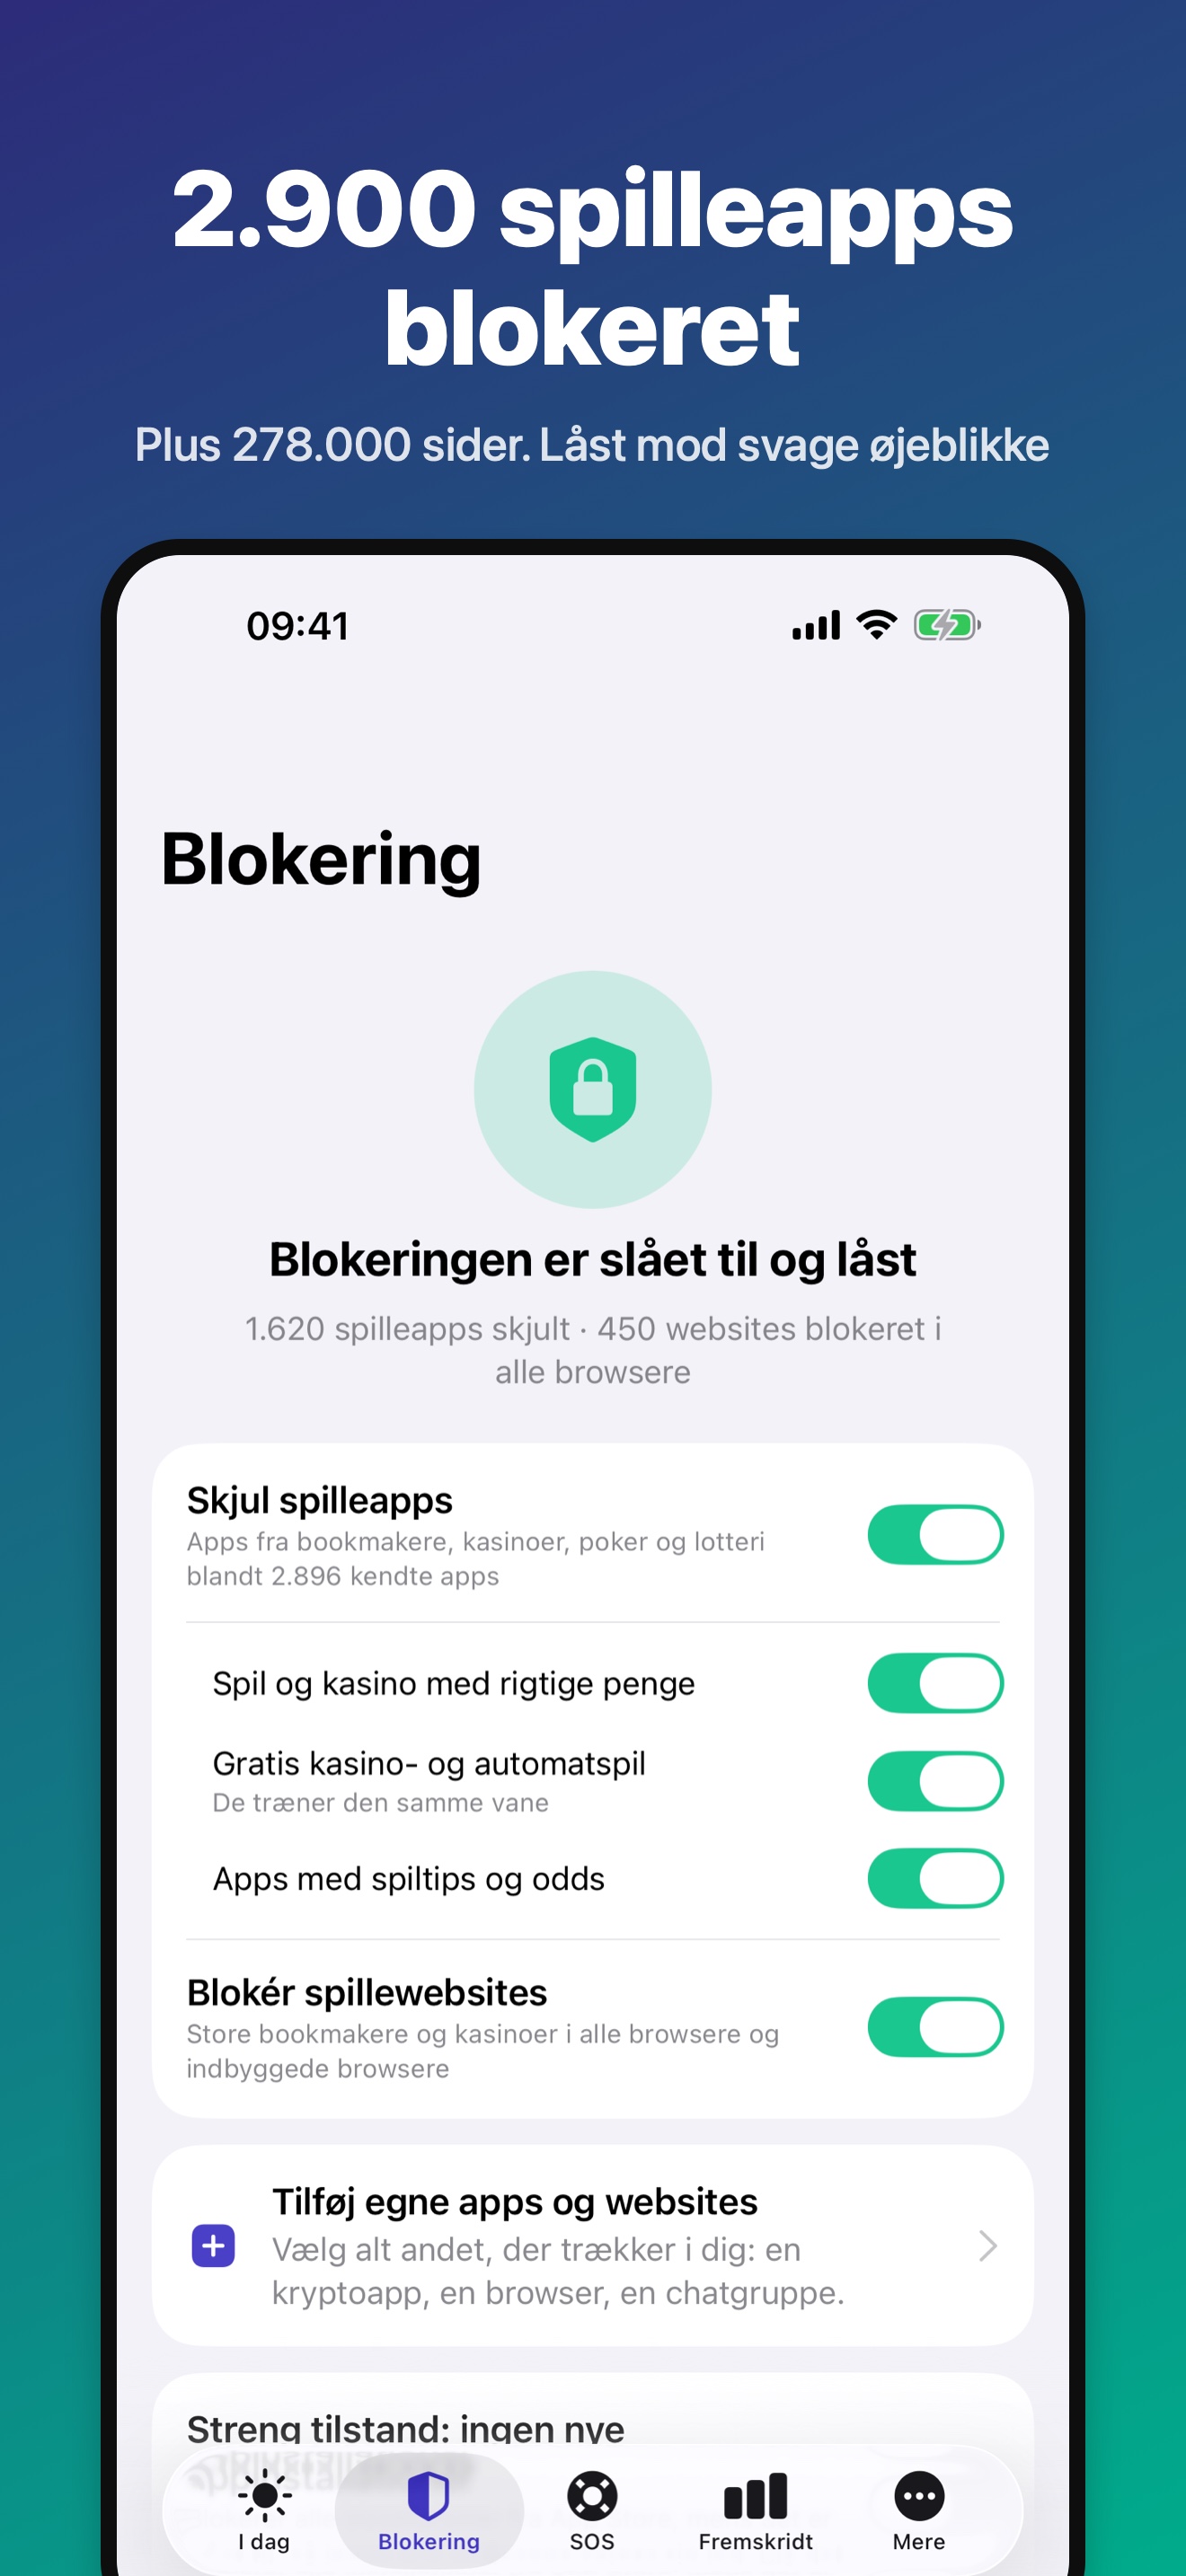 2.900 spilleapps
blokeret
Plus 278.000 sider. Låst mod svage øjeblikke
09:41
Blokering
Blokeringen er slået til og låst
1.620 spilleapps skjult · 450 websites blokeret i
alle browsere
Skjul spilleapps
Apps fra bookmakere, kasinoer, poker og lotteri
blandt 2.896 kendte apps
Spil og kasino med rigtige penge
Gratis kasino- og automatspil
De træner den samme vane
Apps med spiltips og odds
Blokér spillewebsites
Store bookmakere og kasinoer i alle browsere og
indbyggede browsere
Tilføj egne apps og websites
Vælg alt andet, der trækker i dig: en
kryptoapp, en browser, en chatgruppe.
Streng tilstand: ingen nye
I dag
Blokering
SOS
Fremskridt
Mere